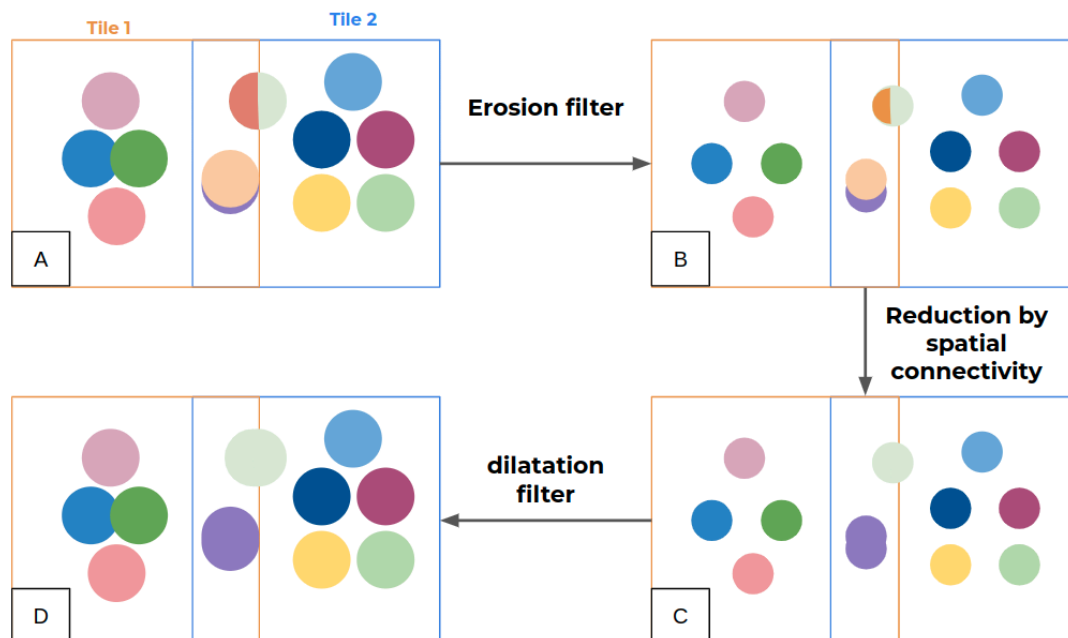 Tile 1
Tile 2
Erosion filter
A
B
Reduction by
spatial
connectivity
dilatation
filter
D
C